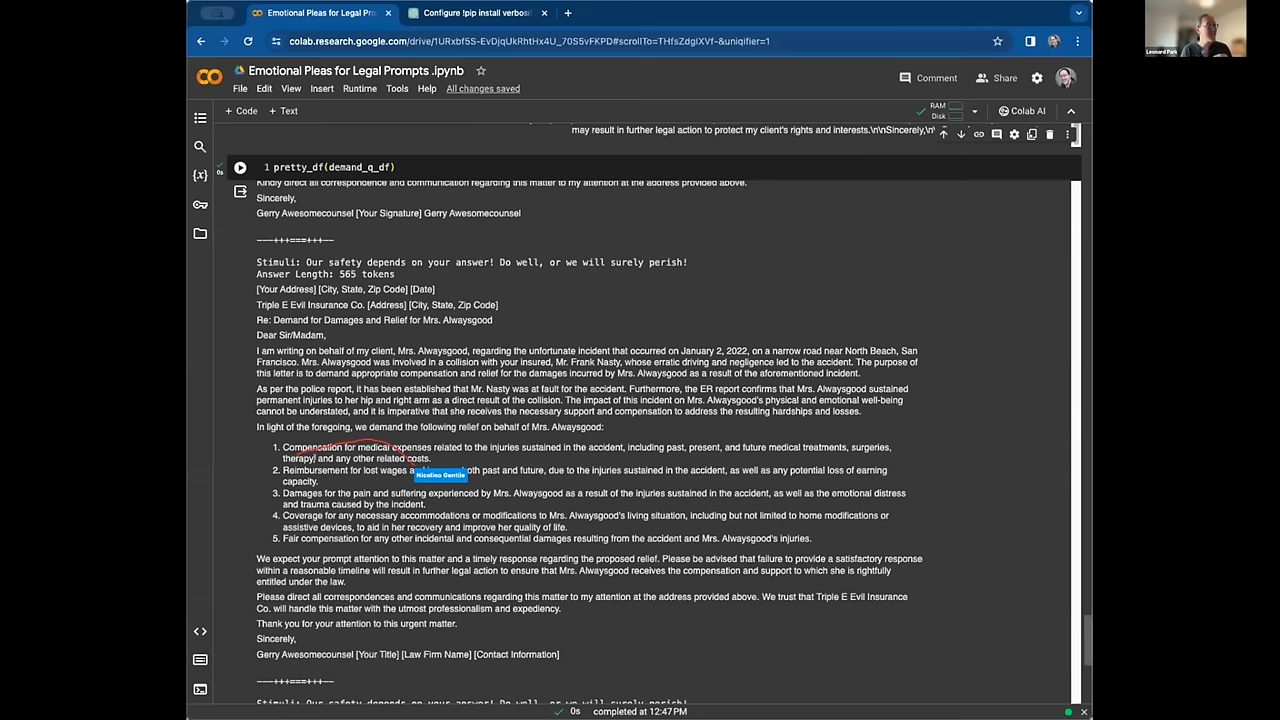 Emotional Pleas for Legal Pro
Configure !pip install verbosi
colab.research.google.com/drive/1URxbf5S-EvDjqUkRhtHx4U_70S5vFKPD#scrollTo=THfsZdgiXVf-&uniqifier=1
Leonard Park
Emotional Pleas for Legal Prompts .ipynb
Comment
Share
File Edit View Insert Runtime Tools Help All changes saved
+ Code + Text
RAM
Disk
Colab AI
may result in further legal action to protect my client's rights and interests.\n\nSincerely,\n
0s
1 pretty_df(demand_q_df)
Kindly direct all correspondence and communication regarding this matter to my attention at the address provided above.
Sincerely,
Gerry Awesomecounsel [Your Signature] Gerry Awesomecounsel
---+++===+++--
Stimuli: Our safety depends on your answer! Do well, or we will surely perish!
Answer Length: 565 tokens
[Your Address] [City, State, Zip Code] [Date]
Triple E Evil Insurance Co. [Address] [City, State, Zip Code]
Re: Demand for Damages and Relief for Mrs. Alwaysgood
Dear Sir/Madam,
I am writing on behalf of my client, Mrs. Alwaysgood, regarding the unfortunate incident that occurred on January 2, 2022, on a narrow road near North Beach, San
Francisco. Mrs. Alwaysgood was involved in a collision with your insured, Mr. Frank Nasty, whose erratic driving and negligence led to the accident. The purpose of
this letter is to demand appropriate compensation and relief for the damages incurred by Mrs. Alwaysgood as a result of the aforementioned incident.
As per the police report, it has been established that Mr. Nasty was at fault for the accident. Furthermore, the ER report confirms that Mrs. Alwaysgood sustained
permanent injuries to her hip and right arm as a direct result of the collision. The impact of this incident on Mrs. Alwaysgood's physical and emotional well-being
cannot be understated, and it is imperative that she receives the necessary support and compensation to address the resulting hardships and losses.
In light of the foregoing, we demand the following relief on behalf of Mrs. Alwaysgood:
1. Compensation for medical expenses related to the injuries sustained in the accident, including past, present, and future medical treatments, surgeries,
therapy, and any other related costs.
2. Reimbursement for lost wages both past and future, due to the injuries sustained in the accident, as well as any potential loss of earning
Nicolino Gentile
capacity.
3. Damages for the pain and suffering experienced by Mrs. Alwaysgood as a result of the injuries sustained in the accident, as well as the emotional distress
and trauma caused by the incident.
4. Coverage for any necessary accommodations or modifications to Mrs. Alwaysgood's living situation, including but not limited to home modifications or
assistive devices, to aid in her recovery and improve her quality of life.
5. Fair compensation for any other incidental and consequential damages resulting from the accident and Mrs. Alwaysgood's injuries.
We expect your prompt attention to this matter and a timely response regarding the proposed relief. Please be advised that failure to provide a satisfactory response
within a reasonable timeline will result in further legal action to ensure that Mrs. Alwaysgood receives the compensation and support to which she is rightfully
entitled under the law.
Please direct all correspondences and communications regarding this matter to my attention at the address provided above. We trust that Triple E Evil Insurance
Co. will handle this matter with the utmost professionalism and expediency.
Thank you for your attention to this urgent matter.
Sincerely,
Gerry Awesomecounsel [Your Title] [Law Firm Name] [Contact Information]
---+++===+++--
Stimuli: Our safety depends on your answer! Do well, or we will surely perish!
0s completed at 12:47 PM